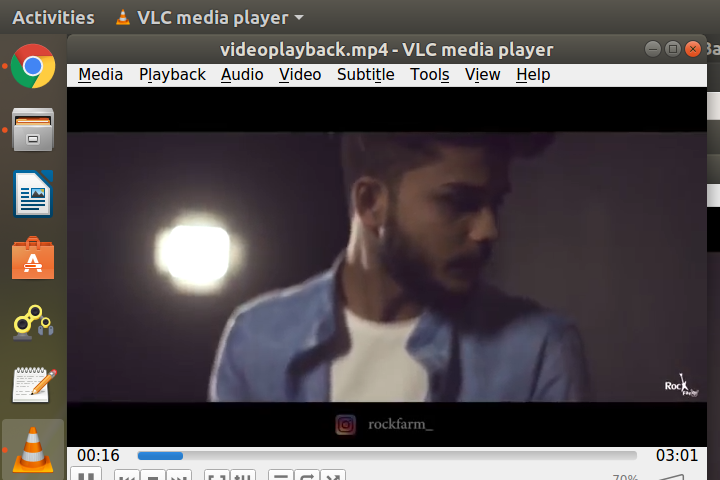 Activities VLC media player
videoplayback.mp4 - VLC media player
Media Playback Audio Video Subtitle Tools View Help
Rock
rockfarm_
00:16 03:01
70%